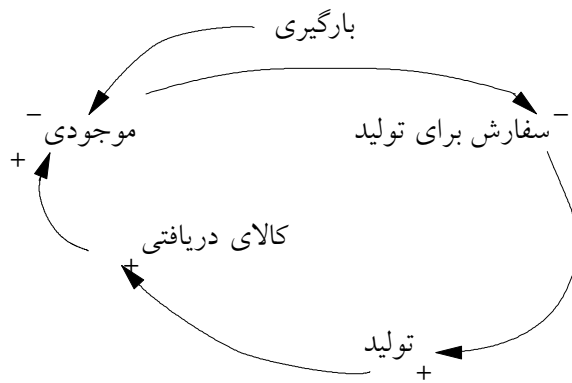 بارگیری
− موجودی
+
سفارش برای تولید −
کالای دریافتی
+
تولید
+